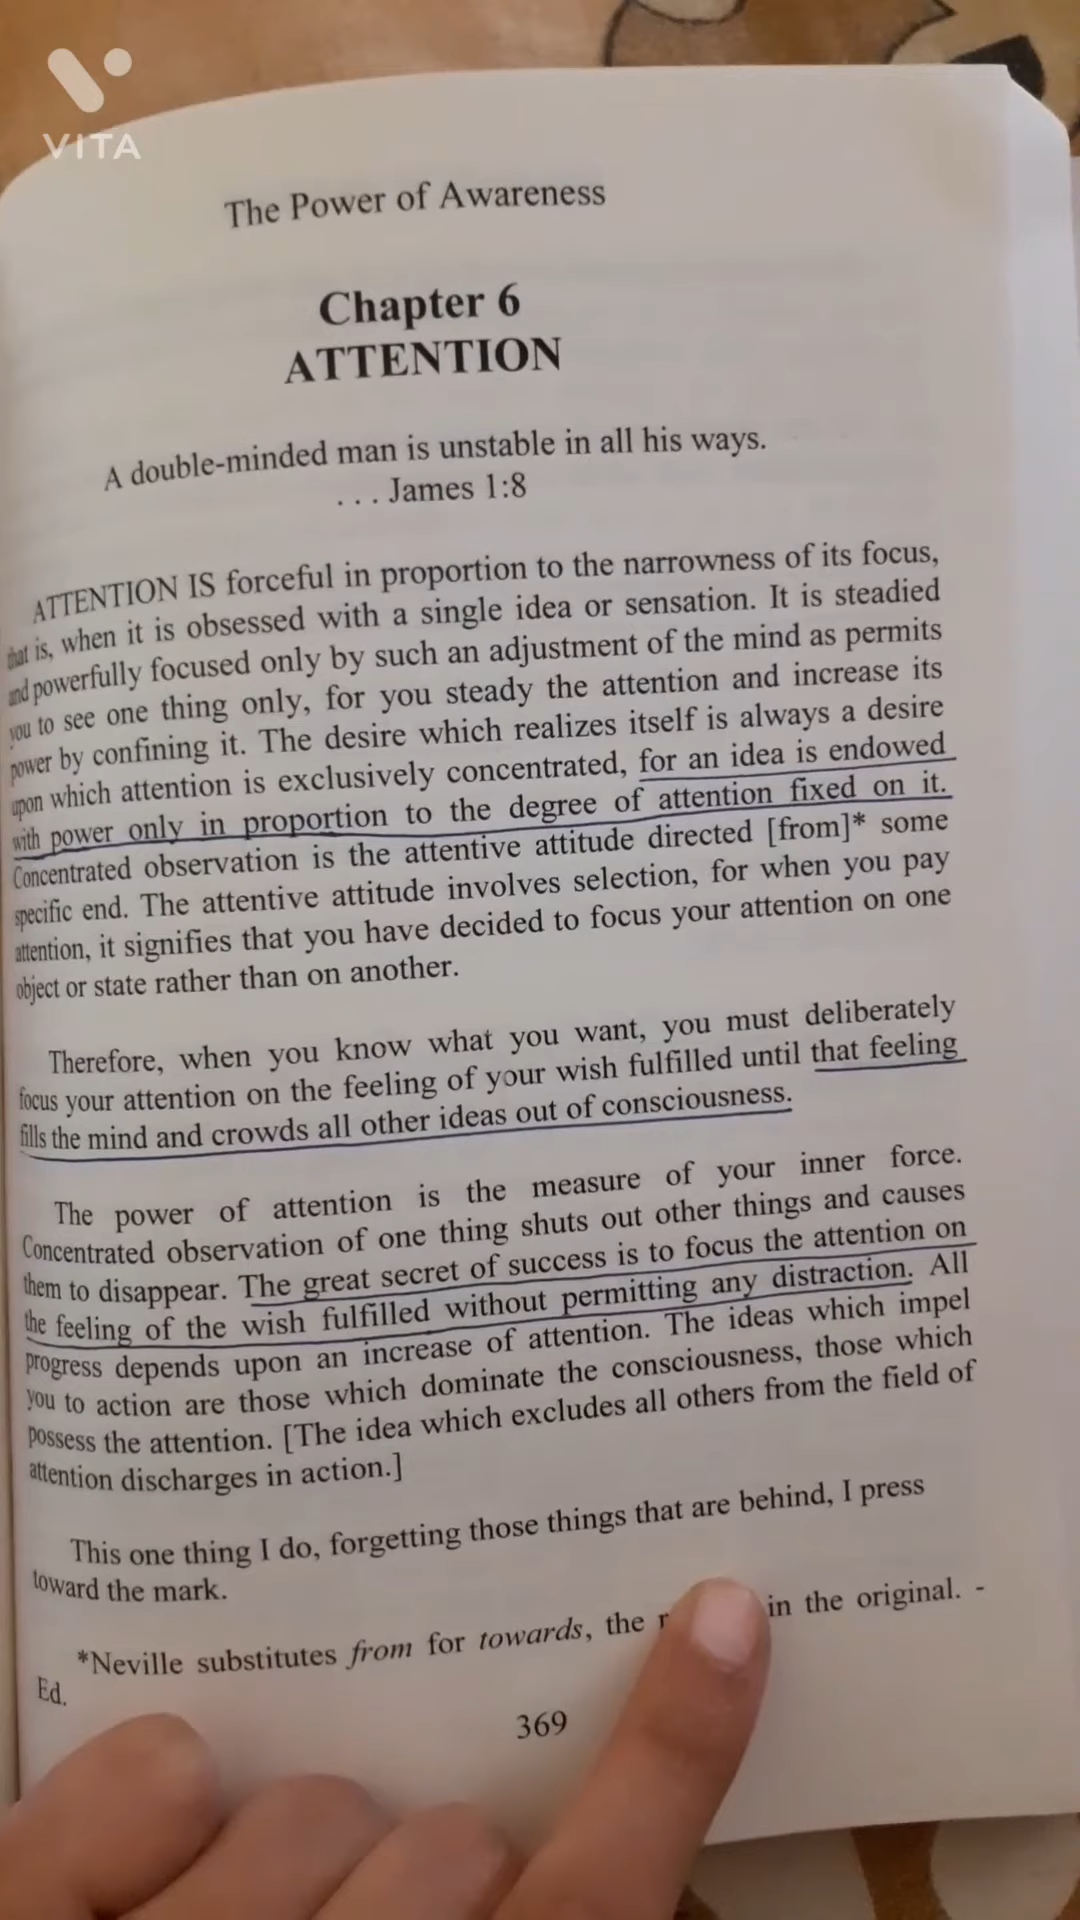 VITA
The Power of Awareness
Chapter 6
ATTENTION
A double-minded man is unstable in all his ways.
. . . James 1:8
ATTENTION IS forceful in proportion to the narrowness of its focus,
that is, when it is obsessed with a single idea or sensation. It is steadied
and powerfully focused only by such an adjustment of the mind as permits
you to see one thing only, for you steady the attention and increase its
power by confining it. The desire which realizes itself is always a desire
upon which attention is exclusively concentrated, for an idea is endowed
with power only in proportion to the degree of attention fixed on it.
Concentrated observation is the attentive attitude directed [from]* some
specific end. The attentive attitude involves selection, for when you pay
attention, it signifies that you have decided to focus your attention on one
object or state rather than on another.
Therefore, when you know what you want, you must deliberately
focus your attention on the feeling of your wish fulfilled until that feeling
fills the mind and crowds all other ideas out of consciousness.
The power of attention is the measure of your inner force.
Concentrated observation of one thing shuts out other things and causes
them to disappear. The great secret of success is to focus the attention on
the feeling of the wish fulfilled without permitting any distraction. All
progress depends upon an increase of attention. The ideas which impel
you to action are those which dominate the consciousness, those which
possess the attention. [The idea which excludes all others from the field of
attention discharges in action.]
This one thing I do, forgetting those things that are behind, I press
toward the mark.
*Neville substitutes from for towards, the in the original. -
Ed.
369